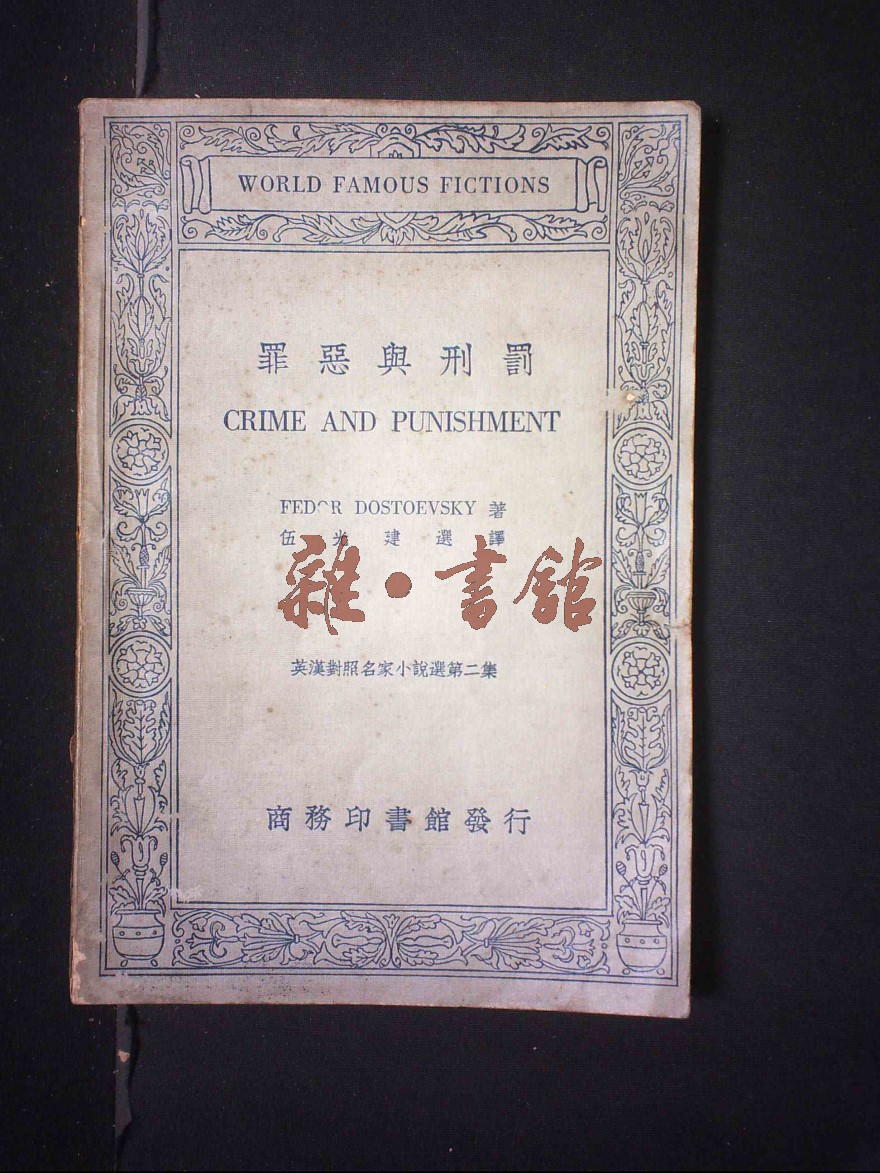 WORLD FAMOUS FICTIONS
罪惡與刑罰
CRIME AND PUNISHMENT
FEDOR DOSTOEVSKY 著
伍光建選譯
雜·書館
英漢對照名家小說選第二集
商務印書館發行